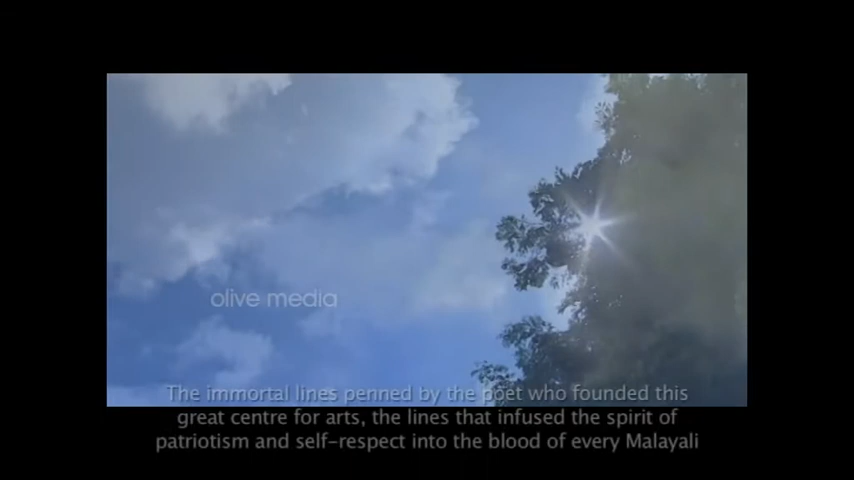 olive media
The immortal lines penned by the poet who founded this
great centre for arts, the lines that infused the spirit of
patriotism and self-respect into the blood of every Malayali